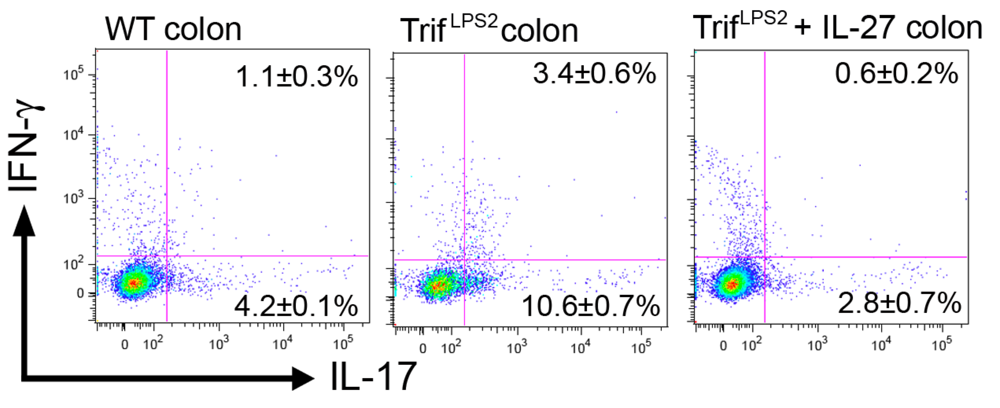 WT colon
Trif^LPS2 colon
Trif^LPS2 + IL-27 colon
1.1±0.3%
3.4±0.6%
0.6±0.2%
4.2±0.1%
10.6±0.7%
2.8±0.7%
IFN-γ
10^5
10^4
10^3
10^2
0
0 10^2 10^3 10^4 10^5
0 10^2 10^3 10^4 10^5
0 10^2 10^3 10^4 10^5
IL-17